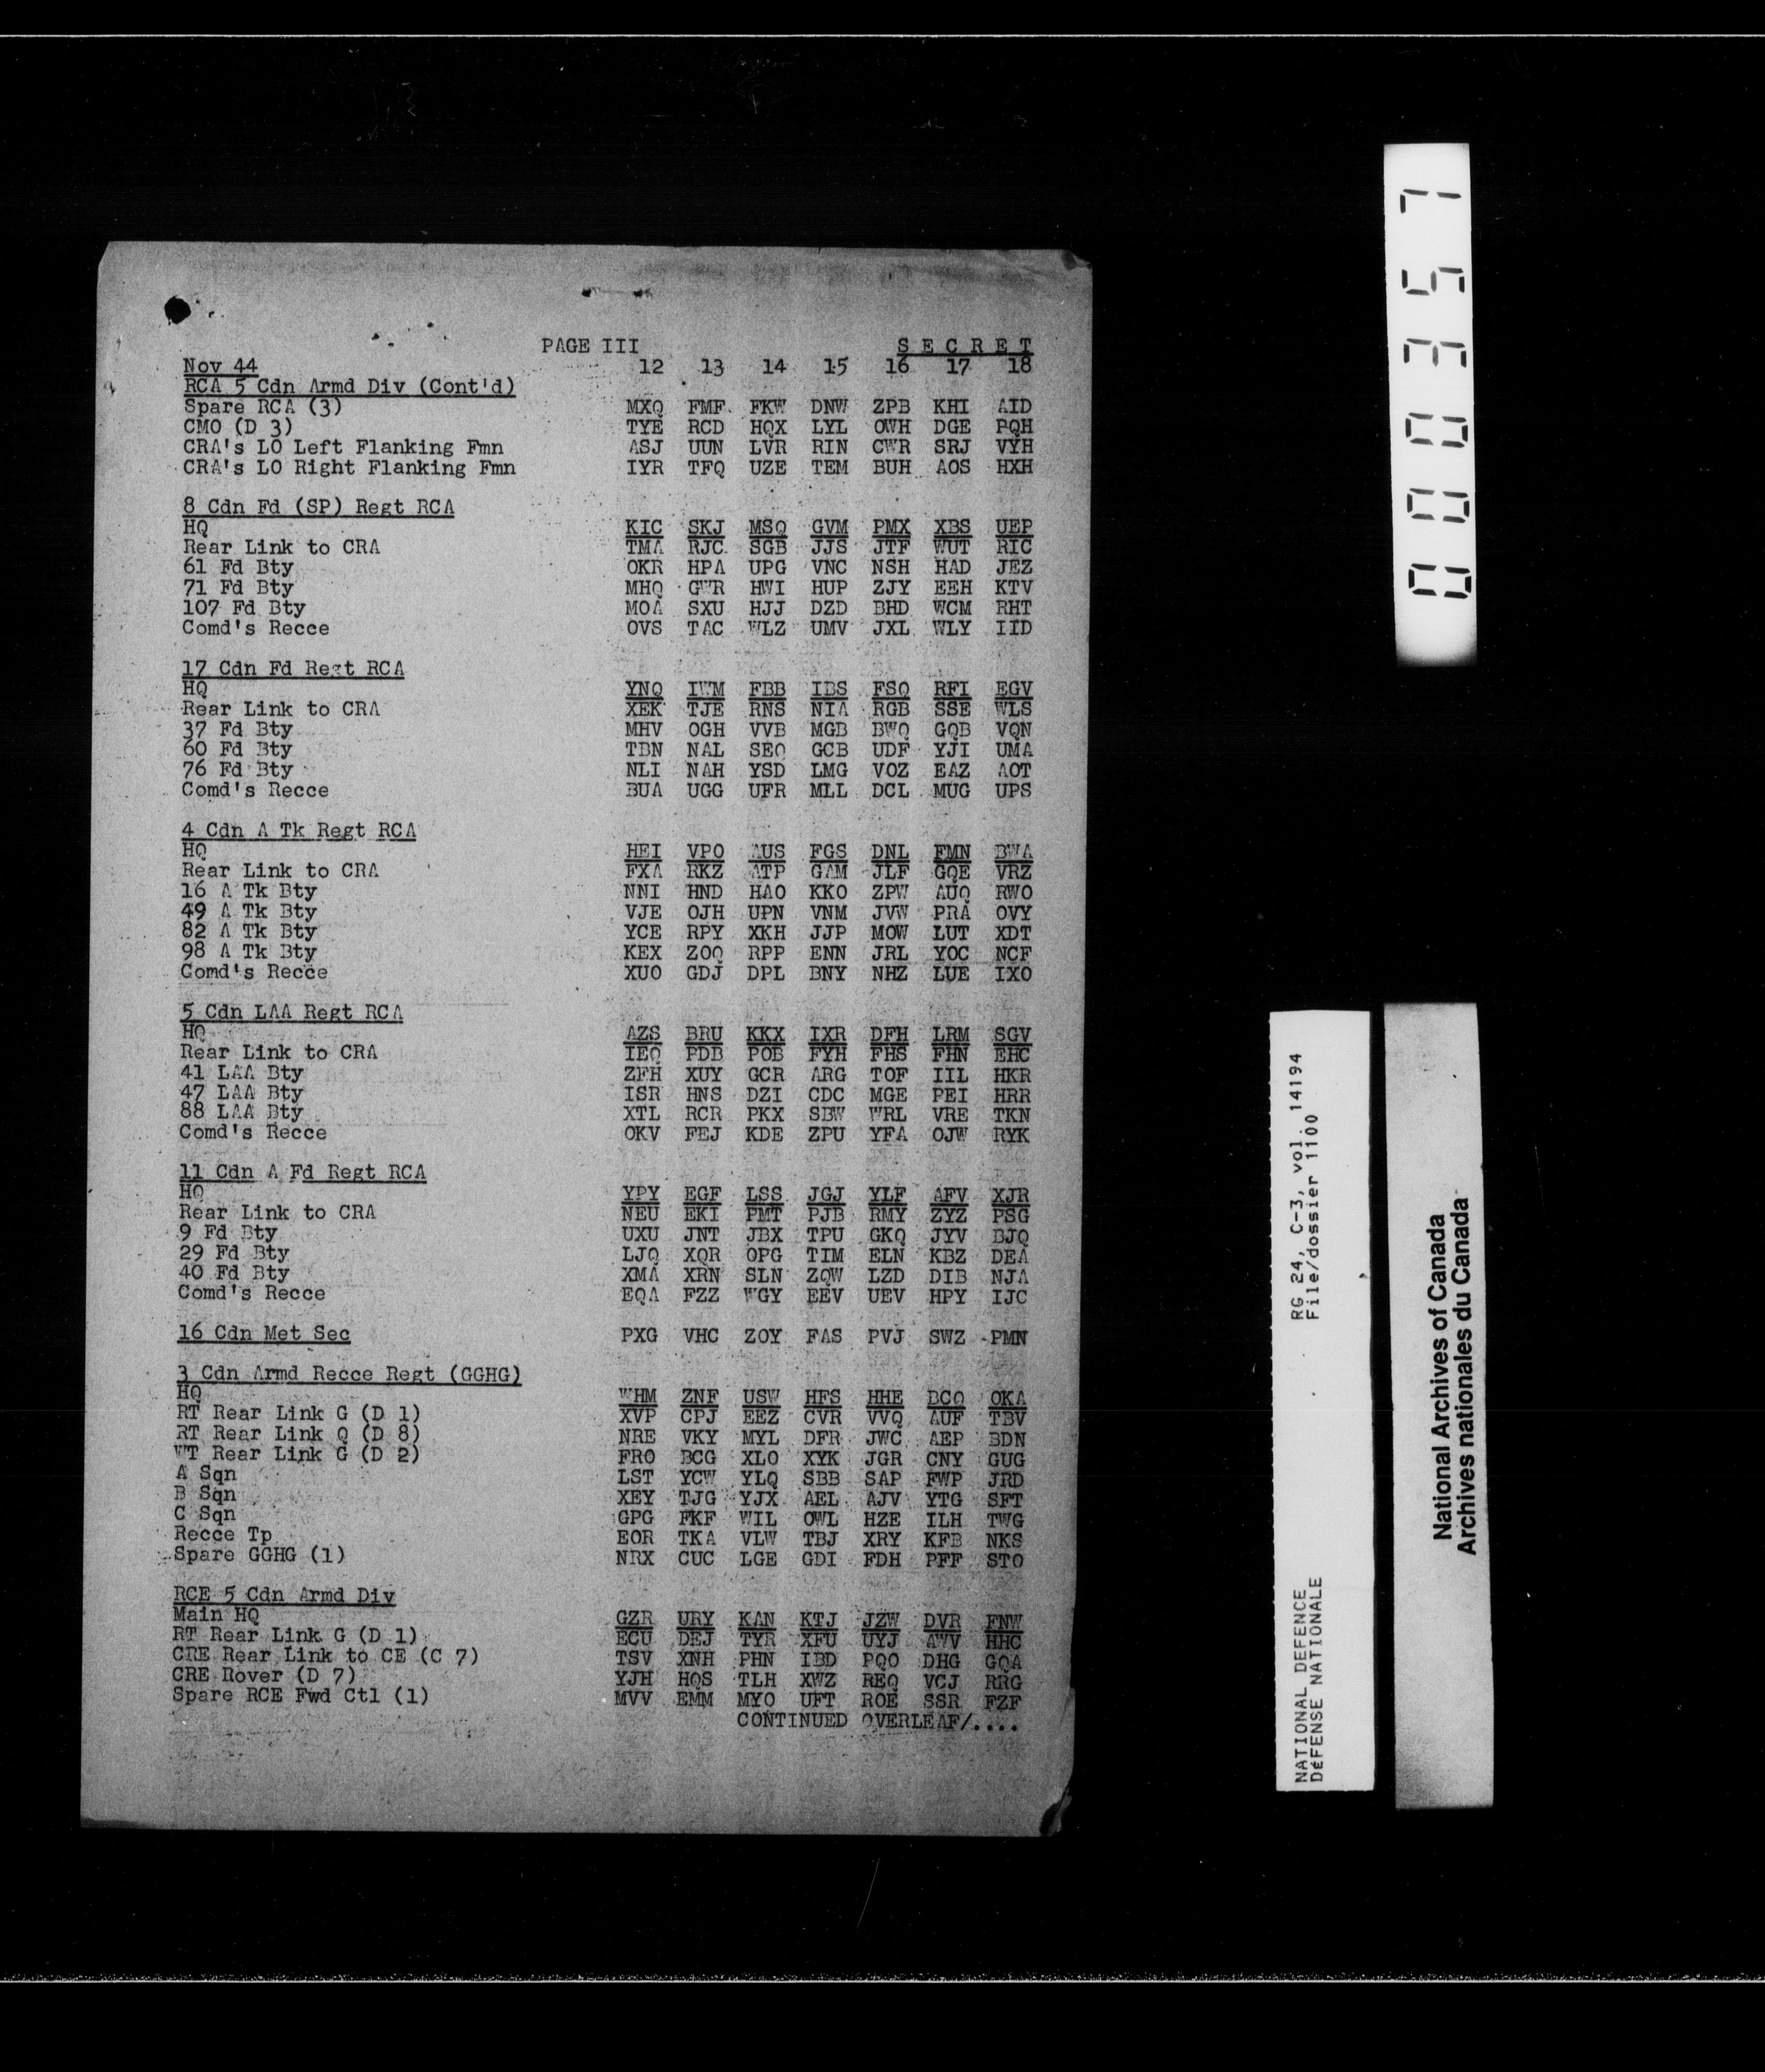 PAGE III SECRET
Nov 44 12 13 14 15 16 17 18
RCA 5 Cdn Armd Div (Cont'd)
Spare RCA (3) MXQ FMF FKW DNW ZPB KHI AID
CMO (D 3) TYE RCD HQX LYL OWH DGE PQH
CRA's LO Left Flanking Fmn ASJ UUN LVR RIN CWR SRJ VYH
CRA's LO Right Flanking Fmn IYR TFQ UZE TEM BUH AOS HXH
8 Cdn Fd (SP) Regt RCA
HQ KIC SKJ MSQ GVM PMX XBS UEP
Rear Link to CRA TMA RJC SGB JJS JTF WUT RIC
61 Fd Bty OKR HPA UPG VNC NSH HAD JEZ
71 Fd Bty MHQ GWR HWI HUP ZJY EEH KTV
107 Fd Bty MOA SXU HJJ DZD BHD WCM RHT
Comd's Recce OVS TAC WLZ UMV JXL WLY IID
17 Cdn Fd Regt RCA
HQ YNQ IWM FBB IBS FSQ RFI EGV
Rear Link to CRA XEK TJE RNS NIA RGB SSE WLS
37 Fd Bty MHV OGH VVB MGB BWQ GQB VQN
60 Fd Bty TBN NAL SEQ GCB UDF YJI UMA
76 Fd Bty NLI NAH YSD LMG VOZ EAZ AOT
Comd's Recce BUA UGG UFR MLL DCL MUG UPS
4 Cdn A Tk Regt RCA
HQ HEI VPO AUS FGS DNL FMN BWA
Rear Link to CRA FXA RKZ ATP GAM JLF GQE VRZ
16 A Tk Bty NNI HND HAO KKO ZPW AUQ RWO
49 A Tk Bty VJE OJH UPN VNM JVW PRA OVY
82 A Tk Bty YCE RPY XKH JJP MOW LUT XDT
98 A Tk Bty KEX ZOQ RPP ENN JRL YOC NCF
Comd's Recce XUO GDJ DPL BNY NHZ LUE IXO
5 Cdn LAA Regt RCA
HQ AZS BRU KKX IXR DFH LRM SGV
Rear Link to CRA IEQ PDB POB FYH FHS FHN EHC
41 LAA Bty ZFH XUY GCR ARG TOF IIL HKR
47 LAA Bty ISR HNS DZI CDC MGE PEI HRR
88 LAA Bty XTL RCR PKX SBW WRL VRE TKN
Comd's Recce OKV FEJ KDE ZPU YFA OJW RYK
11 Cdn A Fd Regt RCA
HQ YPY EGF LSS JGJ YLF AFV XJR
Rear Link to CRA NEU EKI PMT PJB RMY ZYZ PSG
9 Fd Bty UXU JNT JBX TPU GKQ JYV BJQ
29 Fd Bty LJQ XQR OPG TIM ELN KBZ DEA
40 Fd Bty XMA XRN SLN ZQW LZD DIB NJA
Comd's Recce EQA FZZ WGY EEV UEV HPY IJC
16 Cdn Met Sec PXG VHC ZOY FAS PVJ SWZ PMN
3 Cdn Armd Recce Regt (GGHG)
HQ WHM ZNF USW HFS HHE BCQ OKA
RT Rear Link G (D 1) XVP CPJ EEZ CVR VVQ AUF TBV
RT Rear Link Q (D 8) NRE VKY MYL DFR JWC AEP BDN
WT Rear Link G (D 2) FRO BCG XLO XYK JGR CNY GUG
A Sqn LST YCW YLQ SBB SAP FWP JRD
B Sqn XEY TJG YJX AEL AJV YTG SFT
C Sqn GPG FKF WIL OWL HZE ILH TWG
Recce Tp EOR TKA VLW TBJ XRY KFB NKS
Spare GGHG (1) NRX CUC LGE GDI FDH PFF STO
RCE 5 Cdn Armd Div
Main HQ GZR URY KAN KTJ JZW DVR FNW
RT Rear Link G (D 1) ECU DEJ TYR XFU UYJ AWV HHC
CRE Rear Link to CE (C 7) TSV XNH PHN IBD PQO DHG GQA
CRE Rover (D 7) YJH HQS TLH XWZ REQ VCJ RRG
Spare RCE Fwd Ctl (1) MVV EMM MYO UFT ROE SSR FZF
CONTINUED OVERLEAF/....
000357
RG 24, C-3, vol. 14194
File/dossier 1100
NATIONAL DEFENCE
DéFENSE NATIONALE
National Archives of Canada
Archives nationales du Canada